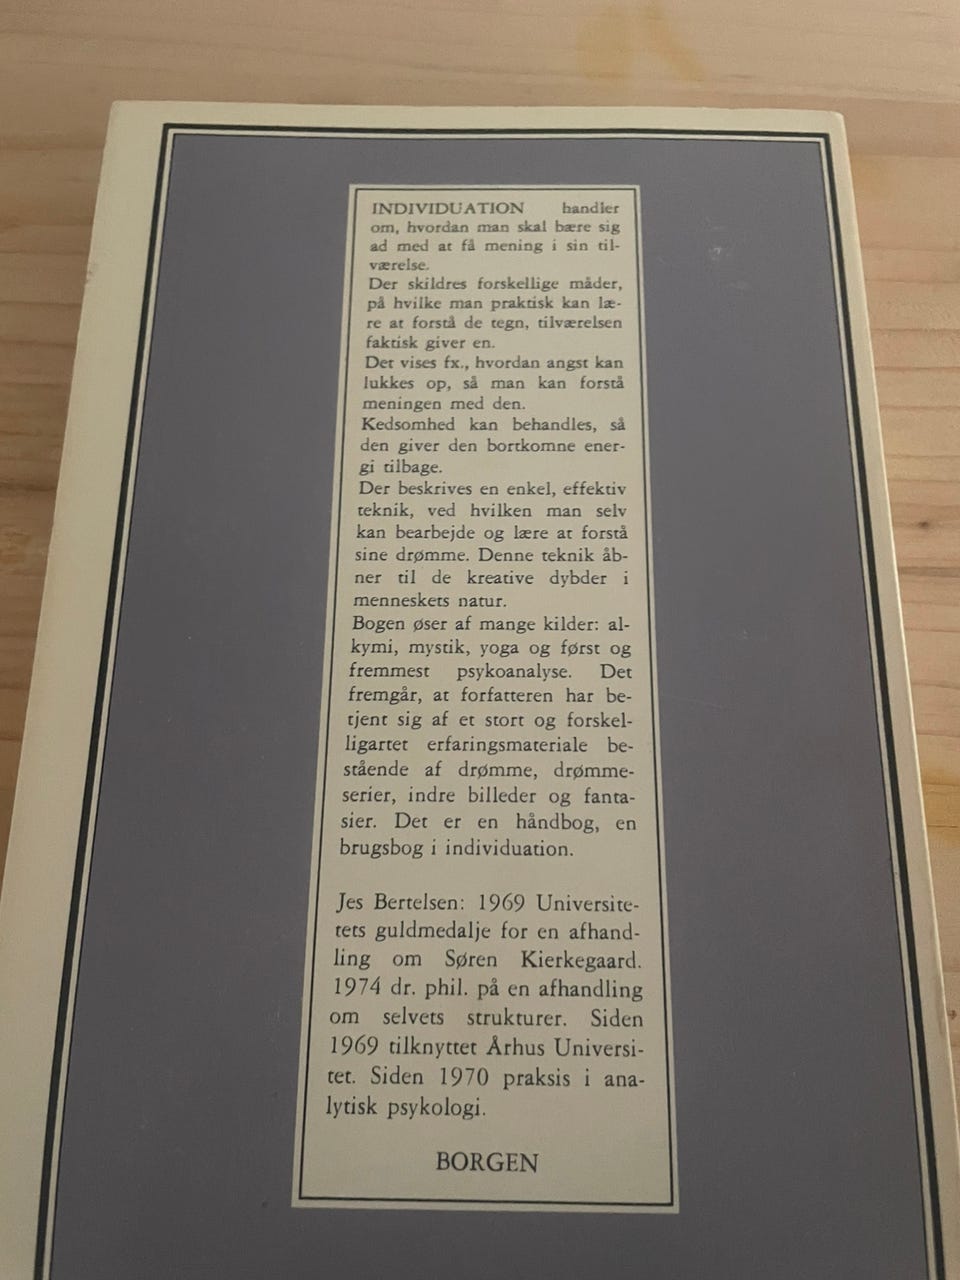 INDIVIDUATION handler
om, hvordan man skal bære sig
ad med at få mening i sin til-
værelse.
Der skildres forskellige måder,
på hvilke man praktisk kan læ-
re at forstå de tegn, tilværelsen
faktisk giver en.
Det vises fx., hvordan angst kan
lukkes op, så man kan forstå
meningen med den.
Kedsomhed kan behandles, så
den giver den bortkomne ener-
gi tilbage.
Der beskrives en enkel, effektiv
teknik, ved hvilken man selv
kan bearbejde og lære at forstå
sine drømme. Denne teknik åb-
ner til de kreative dybder i
menneskets natur.
Bogen øser af mange kilder: al-
kymi, mystik, yoga og først og
fremmest psykoanalyse. Det
fremgår, at forfatteren har be-
tjent sig af et stort og forskel-
ligartet erfaringsmateriale be-
stående af drømme, drømme-
serier, indre billeder og fanta-
sier. Det er en håndbog, en
brugsbog i individuation.
Jes Bertelsen: 1969 Universite-
tets guldmedalje for en afhand-
ling om Søren Kierkegaard.
1974 dr. phil. på en afhandling
om selvets strukturer. Siden
1969 tilknyttet Århus Universi-
tet. Siden 1970 praksis i ana-
lytisk psykologi.
BORGEN